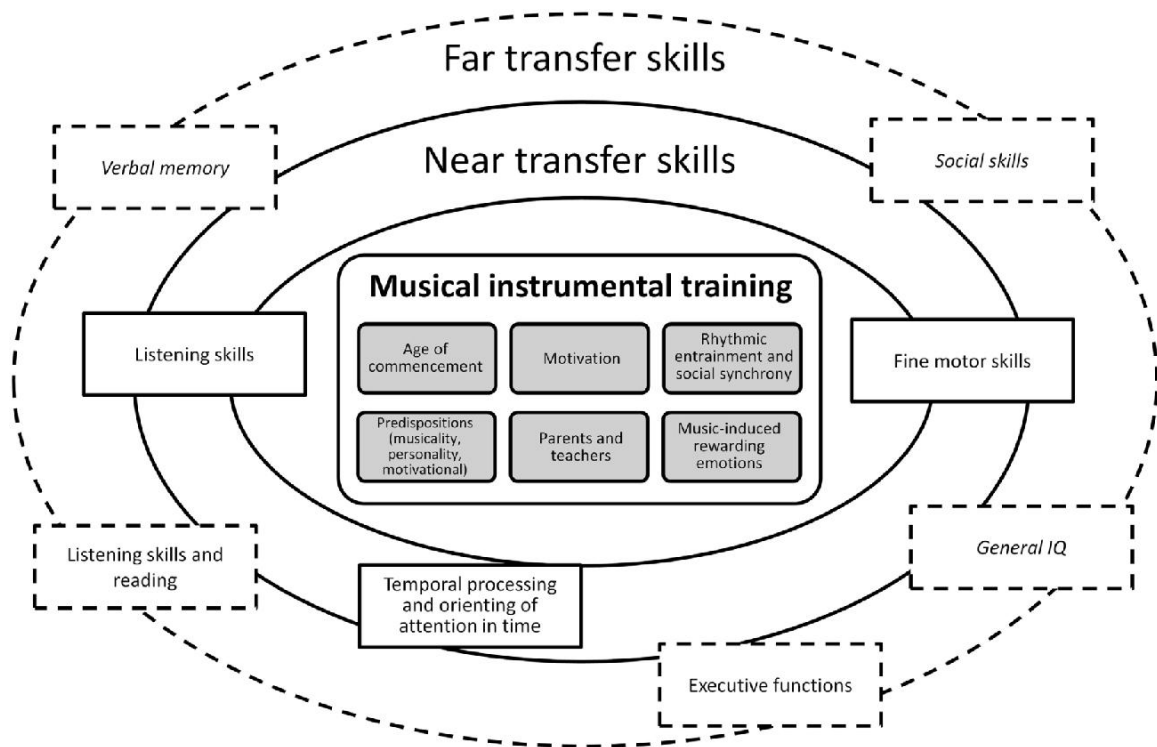 Far transfer skills
Verbal memory
Social skills
Near transfer skills
Musical instrumental training
Listening skills
Age of
commencement
Motivation
Rhythmic
entrainment and
social synchrony
Fine motor skills
Predispositions
(musicality,
personality,
motivational)
Parents and
teachers
Music-induced
rewarding
emotions
Listening skills and
reading
General IQ
Temporal processing
and orienting of
attention in time
Executive functions